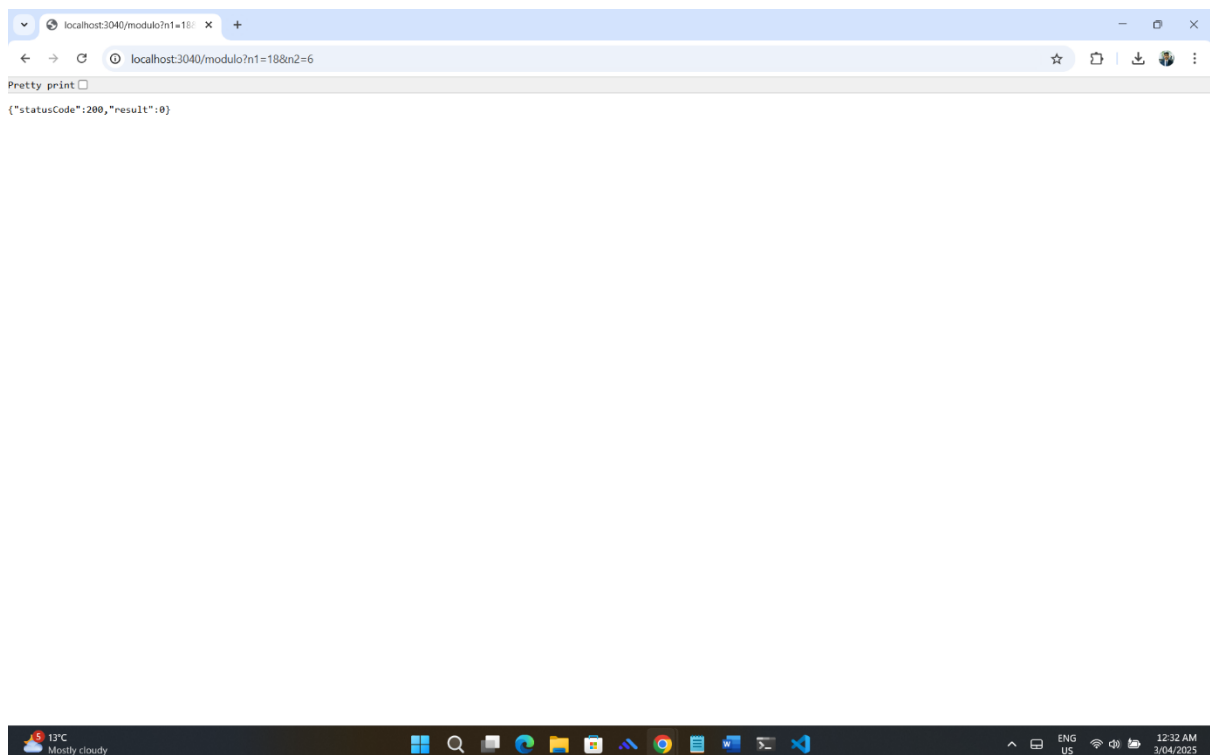 localhost:3040/modulo?n1=18&
localhost:3040/modulo?n1=18&n2=6
Pretty print
{"statusCode":200,"result":0}
5
13°C
Mostly cloudy
ENG
US
12:32 AM
3/04/2025